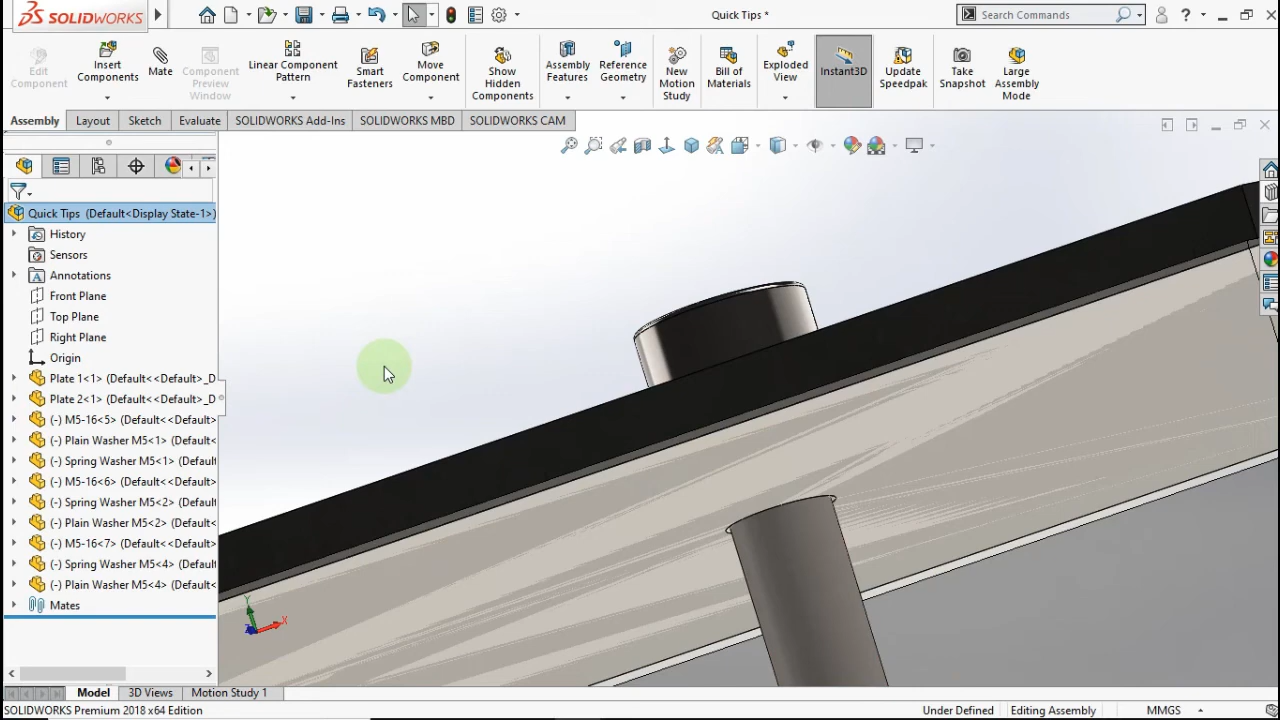 SOLIDWORKS
Quick Tips *
Search Commands
?
Edit Component
Insert Components
Mate
Component Preview Window
Linear Component Pattern
Smart Fasteners
Move Component
Show Hidden Components
Assembly Features
Reference Geometry
New Motion Study
Bill of Materials
Exploded View
Instant3D
Update Speedpak
Take Snapshot
Large Assembly Mode
Assembly
Layout
Sketch
Evaluate
SOLIDWORKS Add-Ins
SOLIDWORKS MBD
SOLIDWORKS CAM
Quick Tips (Default<Display State-1>)
History
Sensors
Annotations
Front Plane
Top Plane
Right Plane
Origin
Plate 1<1> (Default<<Default>_D
Plate 2<1> (Default<<Default>_D
(-) M5-16<5> (Default<<Default>
(-) Plain Washer M5<1> (Default
(-) Spring Washer M5<1> (Default
(-) M5-16<6> (Default<<Default>
(-) Spring Washer M5<2> (Default
(-) Plain Washer M5<2> (Default
(-) M5-16<7> (Default<<Default>
(-) Spring Washer M5<4> (Default
(-) Plain Washer M5<4> (Default
Mates
Y
X
Model
3D Views
Motion Study 1
SOLIDWORKS Premium 2018 x64 Edition
Under Defined
Editing Assembly
MMGS